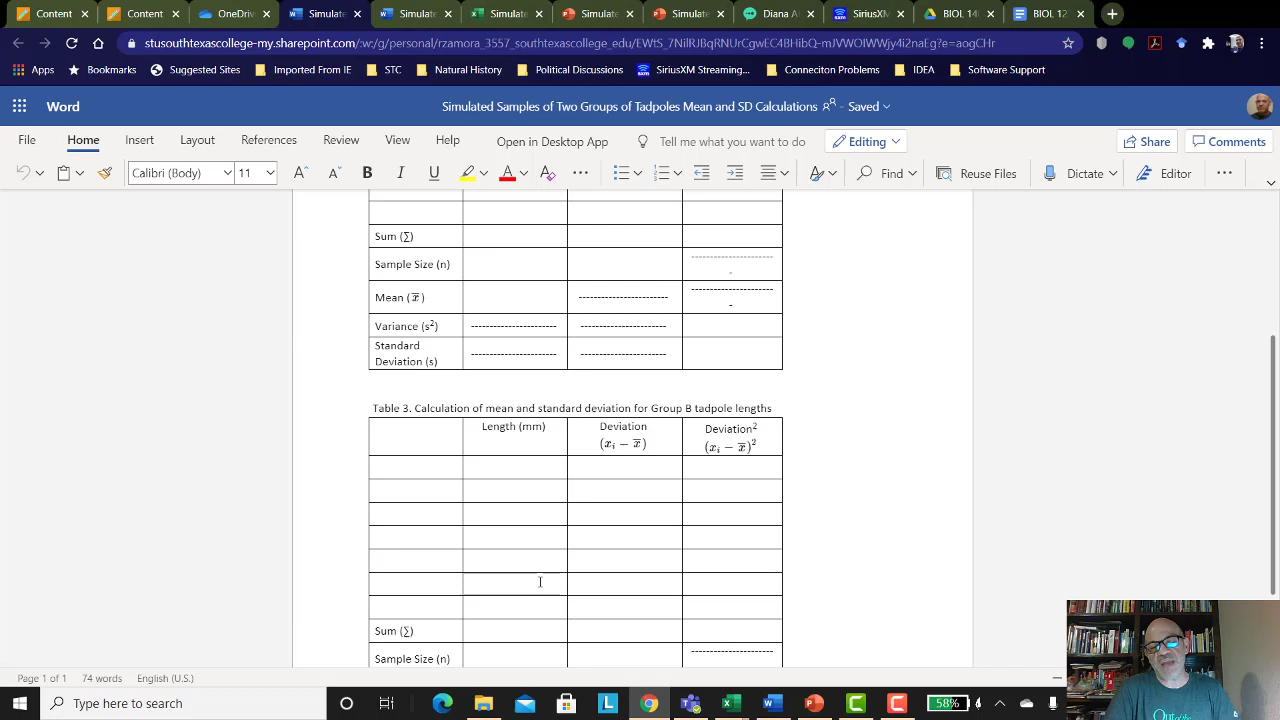 Content
Content
OneDriv
Simulate
Simulate
Simulate
Simulate
Simulate
Diana A
SiriusXM
BIOL 14
BIOL 12
stusouthtexascollege-my.sharepoint.com/:w:/g/personal/rzamora_3557_southtexascollege_edu/EWtS_7NilRJBqRNUrCgwEC4BHibQ-mJVWOIWWjy4i2naEg?e=aogCHr
Apps
Bookmarks
Suggested Sites
Imported From IE
STC
Natural History
Political Discussions
SiriusXM Streaming...
Conneciton Problems
IDEA
Software Support
Word
Simulated Samples of Two Groups of Tadpoles Mean and SD Calculations - Saved
File
Home
Insert
Layout
References
Review
View
Help
Open in Desktop App
Tell me what you want to do
Editing
Share
Comments
Calibri (Body)
11
Find
Reuse Files
Dictate
Editor
Sum (∑)
Sample Size (n)
Mean (x̅)
Variance (s²)
Standard
Deviation (s)
Table 3. Calculation of mean and standard deviation for Group B tadpole lengths
Length (mm)
Deviation
(xᵢ − x̅)
Deviation²
(xᵢ − x̅)²
Sum (∑)
Sample Size (n)
Page 1 of 1
74 words
English (U.S.)
Type here to search
58%
Out of the